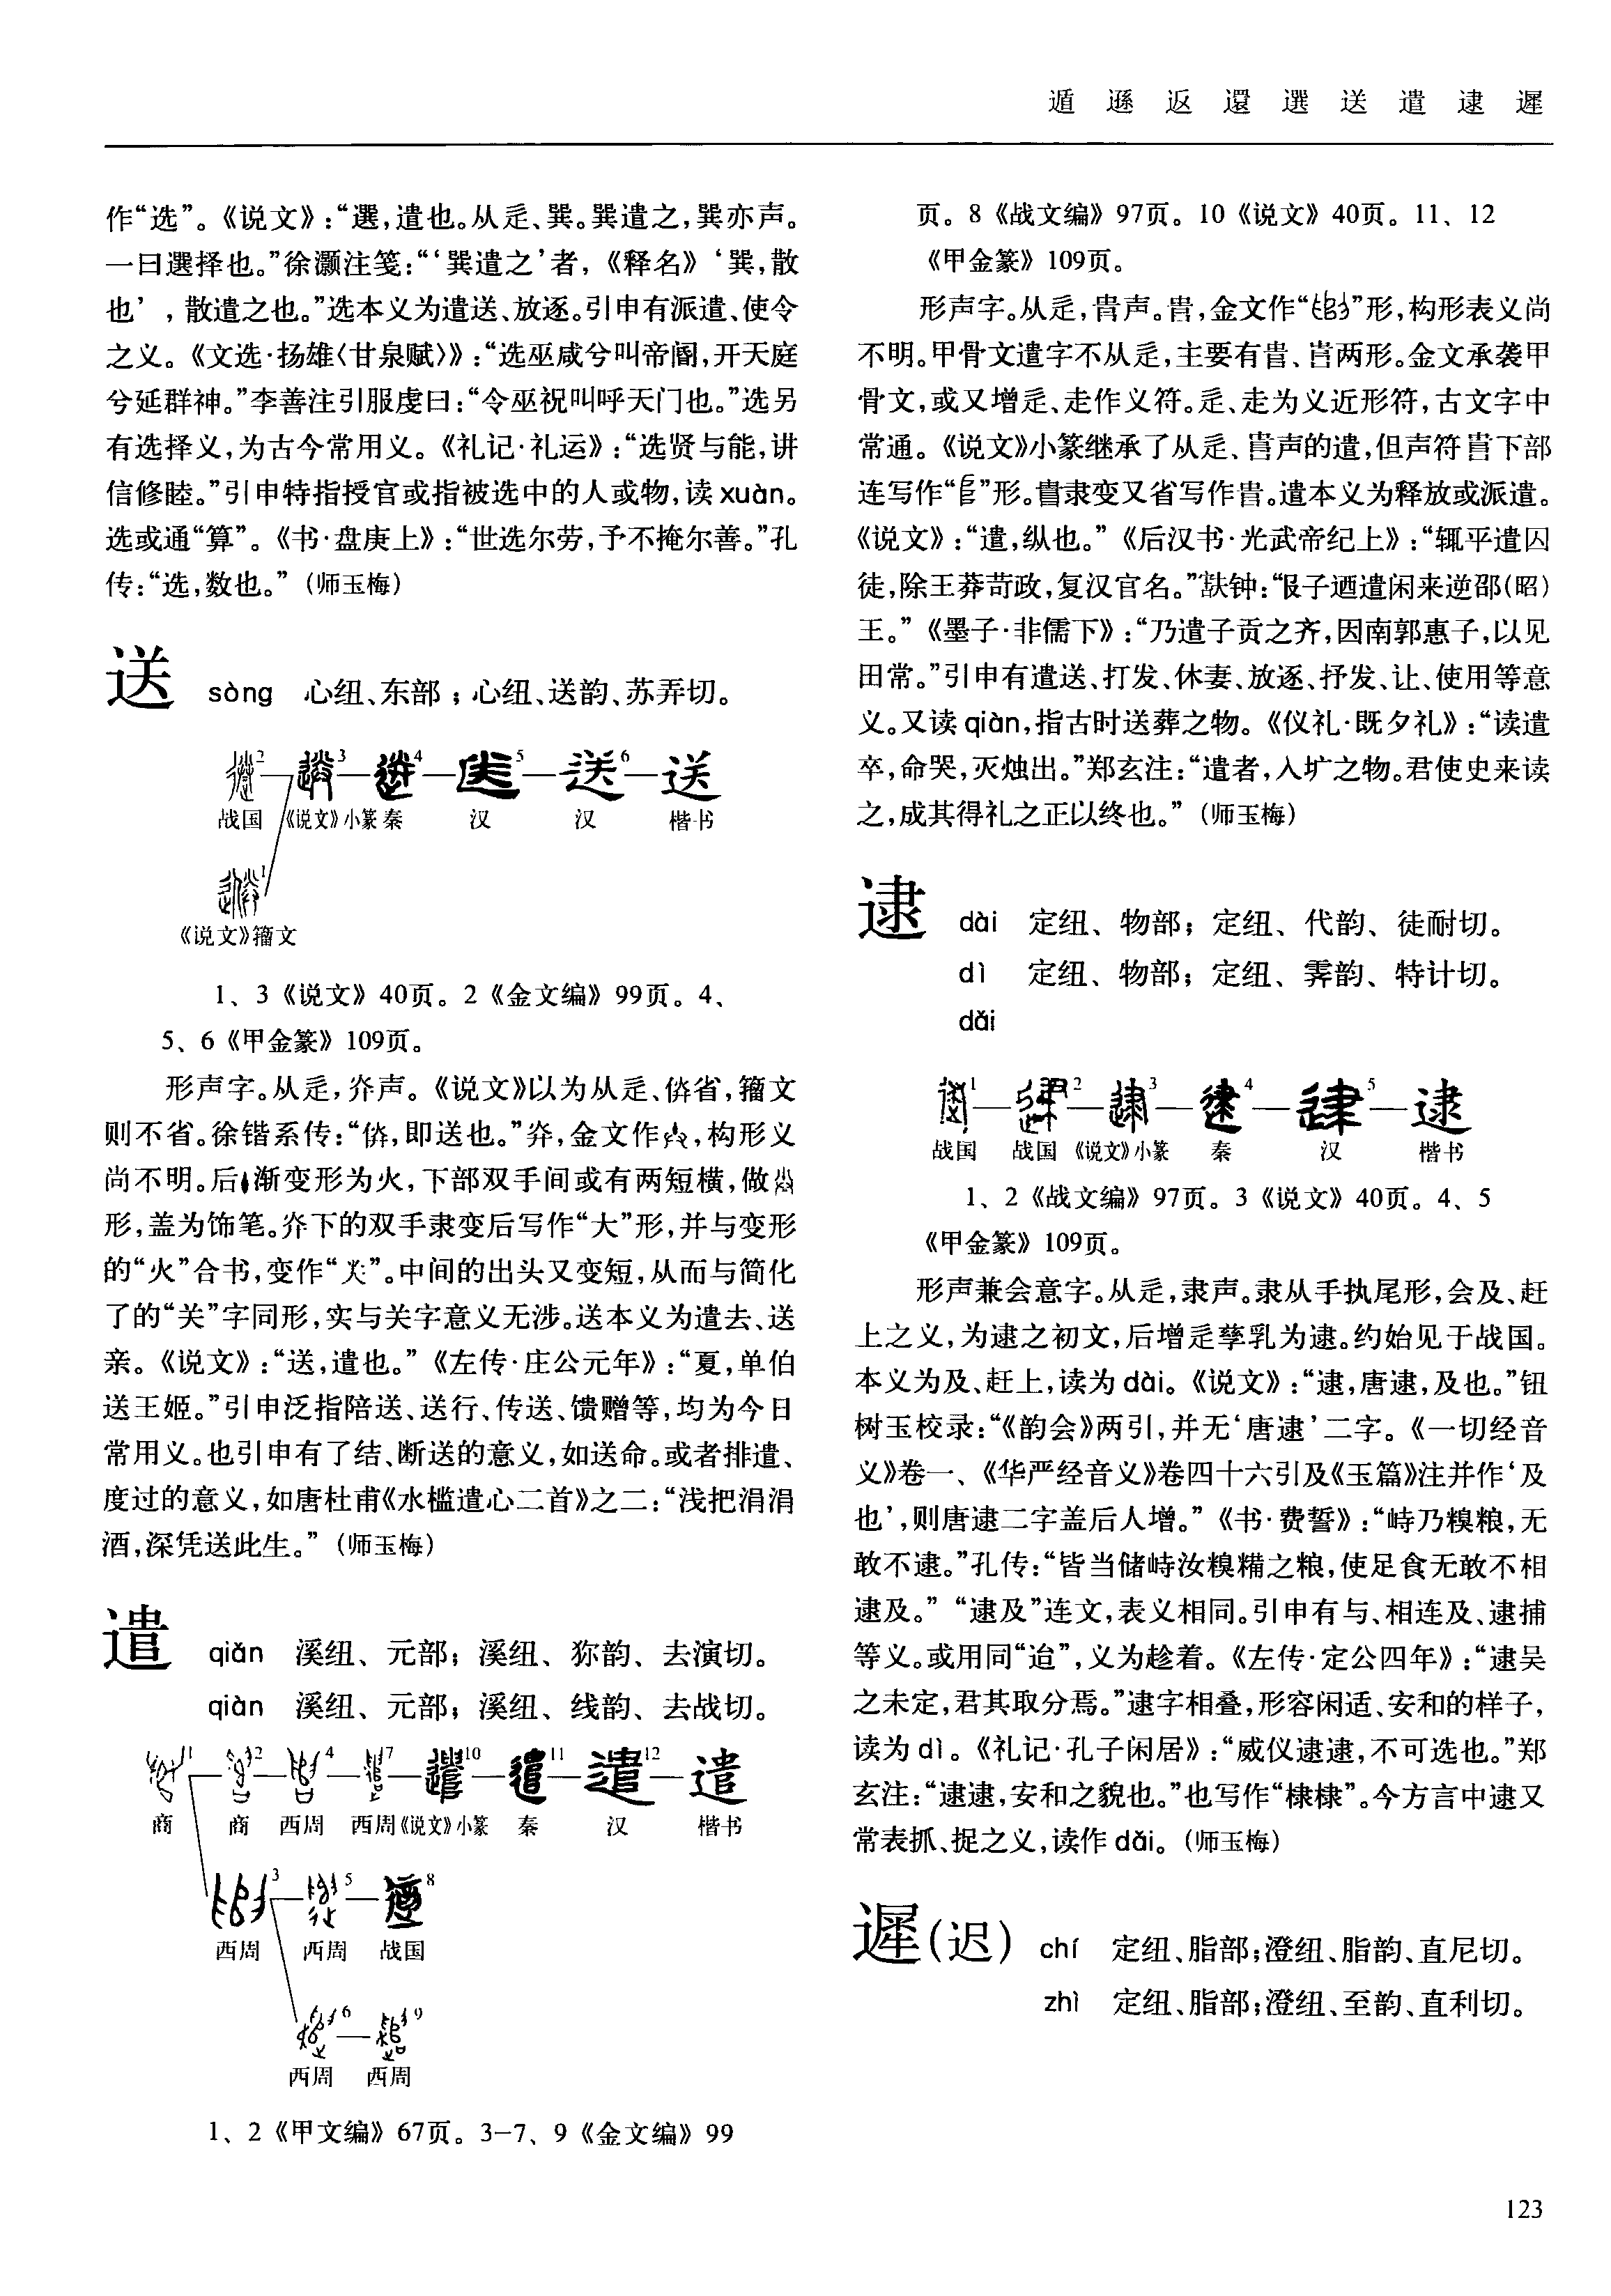 遁 遜 返 還 選 送 遣 逮 遲
作“选”。《说文》：“選，遣也。从辵、巽。巽遣之，巽亦声。
一曰選择也。”徐灏注笺：“‘巽遣之’者，《释名》‘巽，散
也’，散遣之也。”选本义为遣送、放逐。引申有派遣、使令
之义。《文选·扬雄〈甘泉赋〉》：“选巫咸兮叫帝阍，开天庭
兮延群神。”李善注引服虔曰：“令巫祝叫呼天门也。”选另
有选择义，为古今常用义。《礼记·礼运》：“选贤与能，讲
信修睦。”引申特指授官或指被选中的人或物，读 xuàn。
选或通“算”。《书·盘庚上》：“世选尔劳，予不掩尔善。”孔
传：“选，数也。”（师玉梅）
送 sòng 心纽、东部；心纽、送韵、苏弄切。
2 3 4 5 6 送
战国 《说文》小篆 秦 汉 汉 楷书
1
《说文》籀文
1、3《说文》40页。2《金文编》99页。4、
5、6《甲金篆》109页。
形声字。从辵，灷声。《说文》以为从辵、倴省，籀文
则不省。徐锴系传：“倴，即送也。”灷，金文作，构形义
尚不明。后渐变形为火，下部双手间或有两短横，做
形，盖为饰笔。灷下的双手隶变后写作“大”形，并与变形
的“火”合书，变作“”。中间的出头又变短，从而与简化
了的“关”字同形，实与关字意义无涉。送本义为遣去、送
亲。《说文》：“送，遣也。”《左传·庄公元年》：“夏，单伯
送王姬。”引申泛指陪送、送行、传送、馈赠等，均为今日
常用义。也引申有了结、断送的意义，如送命。或者排遣、
度过的意义，如唐杜甫《水槛遣心二首》之二：“浅把涓涓
酒，深凭送此生。”（师玉梅）
遣 qiǎn 溪纽、元部；溪纽、狝韵、去演切。
qiàn 溪纽、元部；溪纽、线韵、去战切。
1 2 4 7 10 11 12 遣
商 商 西周 西周 《说文》小篆 秦 汉 楷书
3 5 8
西周 西周 战国
6 9
西周 西周
1、2《甲文编》67页。3-7、9《金文编》99
页。8《战文编》97页。10《说文》40页。11、12
《甲金篆》109页。
形声字。从辵，𠳋声。𠳋，金文作“”形，构形表义尚
不明。甲骨文遣字不从辵，主要有、两形。金文承袭甲
骨文，或又增辵、走作义符。辵、走为义近形符，古文字中
常通。《说文》小篆继承了从辵、声的遣，但声符下部
连写作“㠯”形。隶变又省写作。遣本义为释放或派遣。
《说文》：“遣，纵也。”《后汉书·光武帝纪上》：“辄平遣囚
徒，除王莽苛政，复汉官名。”㝬钟：“𠬝子廼遣闲来逆邵（昭）
王。”《墨子·非儒下》：“乃遣子贡之齐，因南郭惠子，以见
田常。”引申有遣送、打发、休妻、放逐、抒发、让、使用等意
义。又读 qiàn，指古时送葬之物。《仪礼·既夕礼》：“读遣
卒，命哭，灭烛出。”郑玄注：“遣者，入圹之物。君使史来读
之，成其得礼之正以终也。”（师玉梅）
逮 dài 定纽、物部；定纽、代韵、徒耐切。
dì 定纽、物部；定纽、霁韵、特计切。
dǎi
1 2 3 4 5 逮
战国 战国 《说文》小篆 秦 汉 楷书
1、2《战文编》97页。3《说文》40页。4、5
《甲金篆》109页。
形声兼会意字。从辵，隶声。隶从手执尾形，会及、赶
上之义，为逮之初文，后增辵孳乳为逮。约始见于战国。
本义为及、赶上，读为 dài。《说文》：“逮，唐逮，及也。”钮
树玉校录：“《韵会》两引，并无‘唐逮’二字。《一切经音
义》卷一、《华严经音义》卷四十六引及《玉篇》注并作‘及
也’，则唐逮二字盖后人增。”《书·费誓》：“峙乃糗粮，无
敢不逮。”孔传：“皆当储峙汝糗糒之粮，使足食无敢不相
逮及。”“逮及”连文，表义相同。引申有与、相连及、逮捕
等义。或用同“迨”，义为趁着。《左传·定公四年》：“逮吴
之未定，君其取分焉。”逮字相叠，形容闲适、安和的样子，
读为 dì。《礼记·孔子闲居》：“威仪逮逮，不可选也。”郑
玄注：“逮逮，安和之貌也。”也写作“棣棣”。今方言中逮又
常表抓、捉之义，读作 dǎi。（师玉梅）
遲（迟） chí 定纽、脂部；澄纽、脂韵、直尼切。
zhì 定纽、脂部；澄纽、至韵、直利切。
123